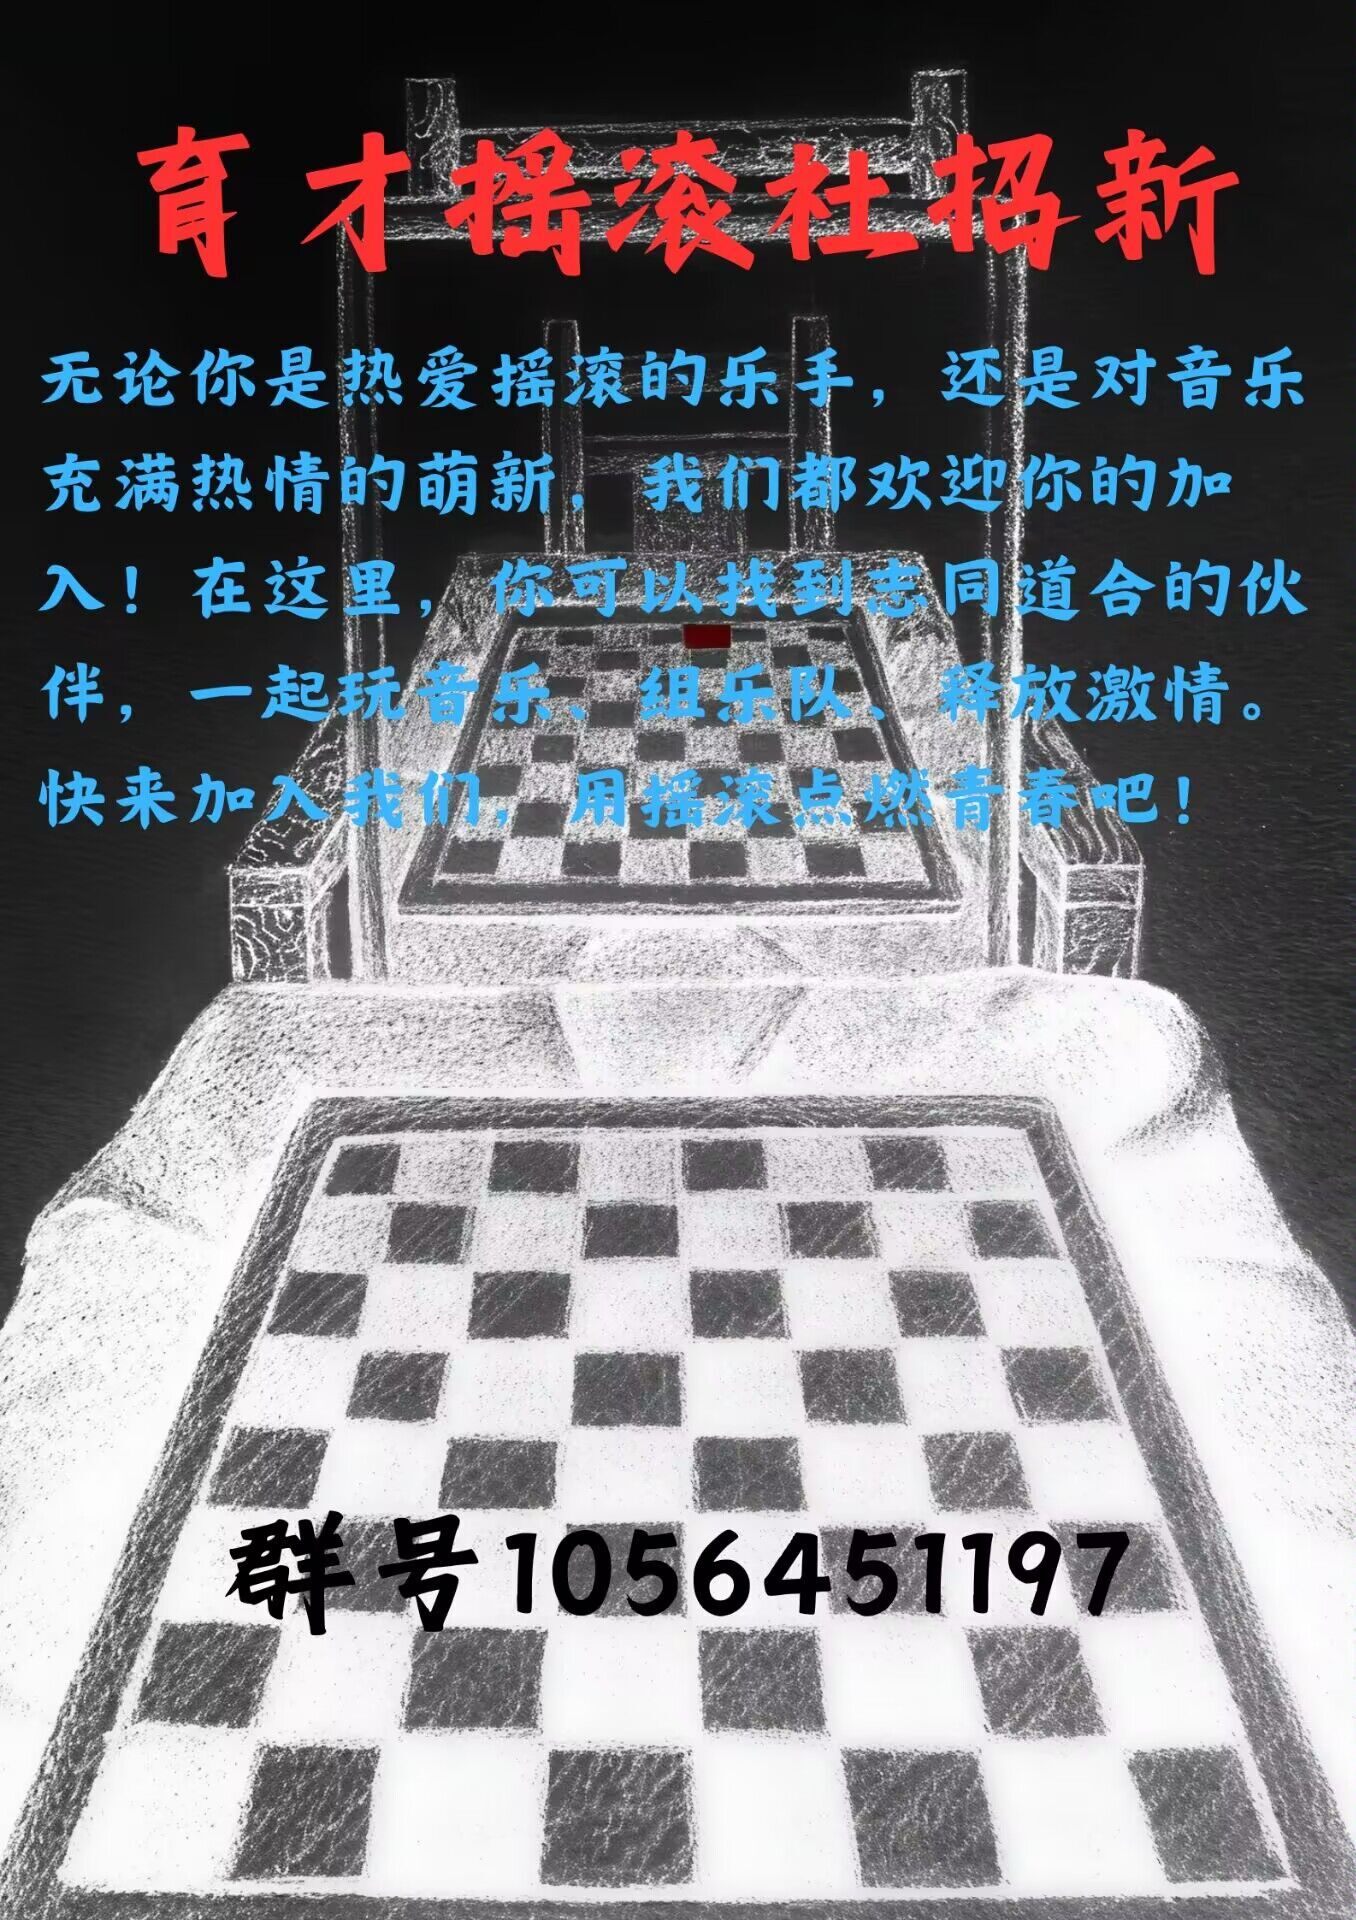 育才摇滚社招新
无论你是热爱摇滚的乐手，还是对音乐
充满热情的萌新，我们都欢迎你的加
入！在这里，你可以找到志同道合的伙
伴，一起玩音乐、组乐队、释放激情。
快来加入我们，用摇滚点燃青春吧！
群号1056451197